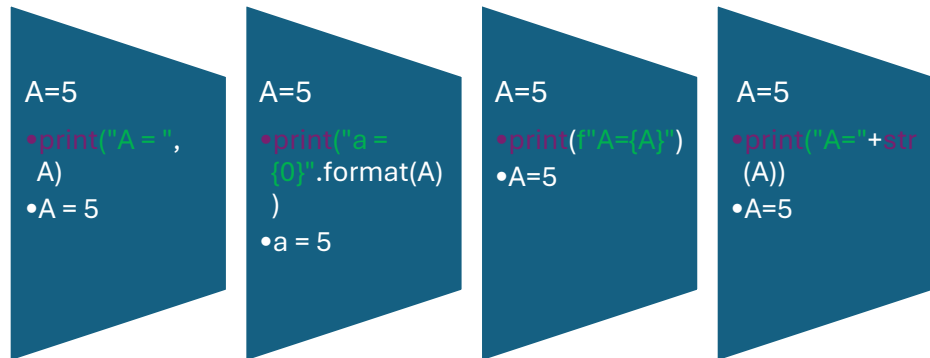 A=5
•print("A = ",
A)
•A = 5
A=5
•print("a =
{0}".format(A)
)
•a = 5
A=5
•print(f"A={A}")
•A=5
A=5
•print("A="+str
(A))
•A=5